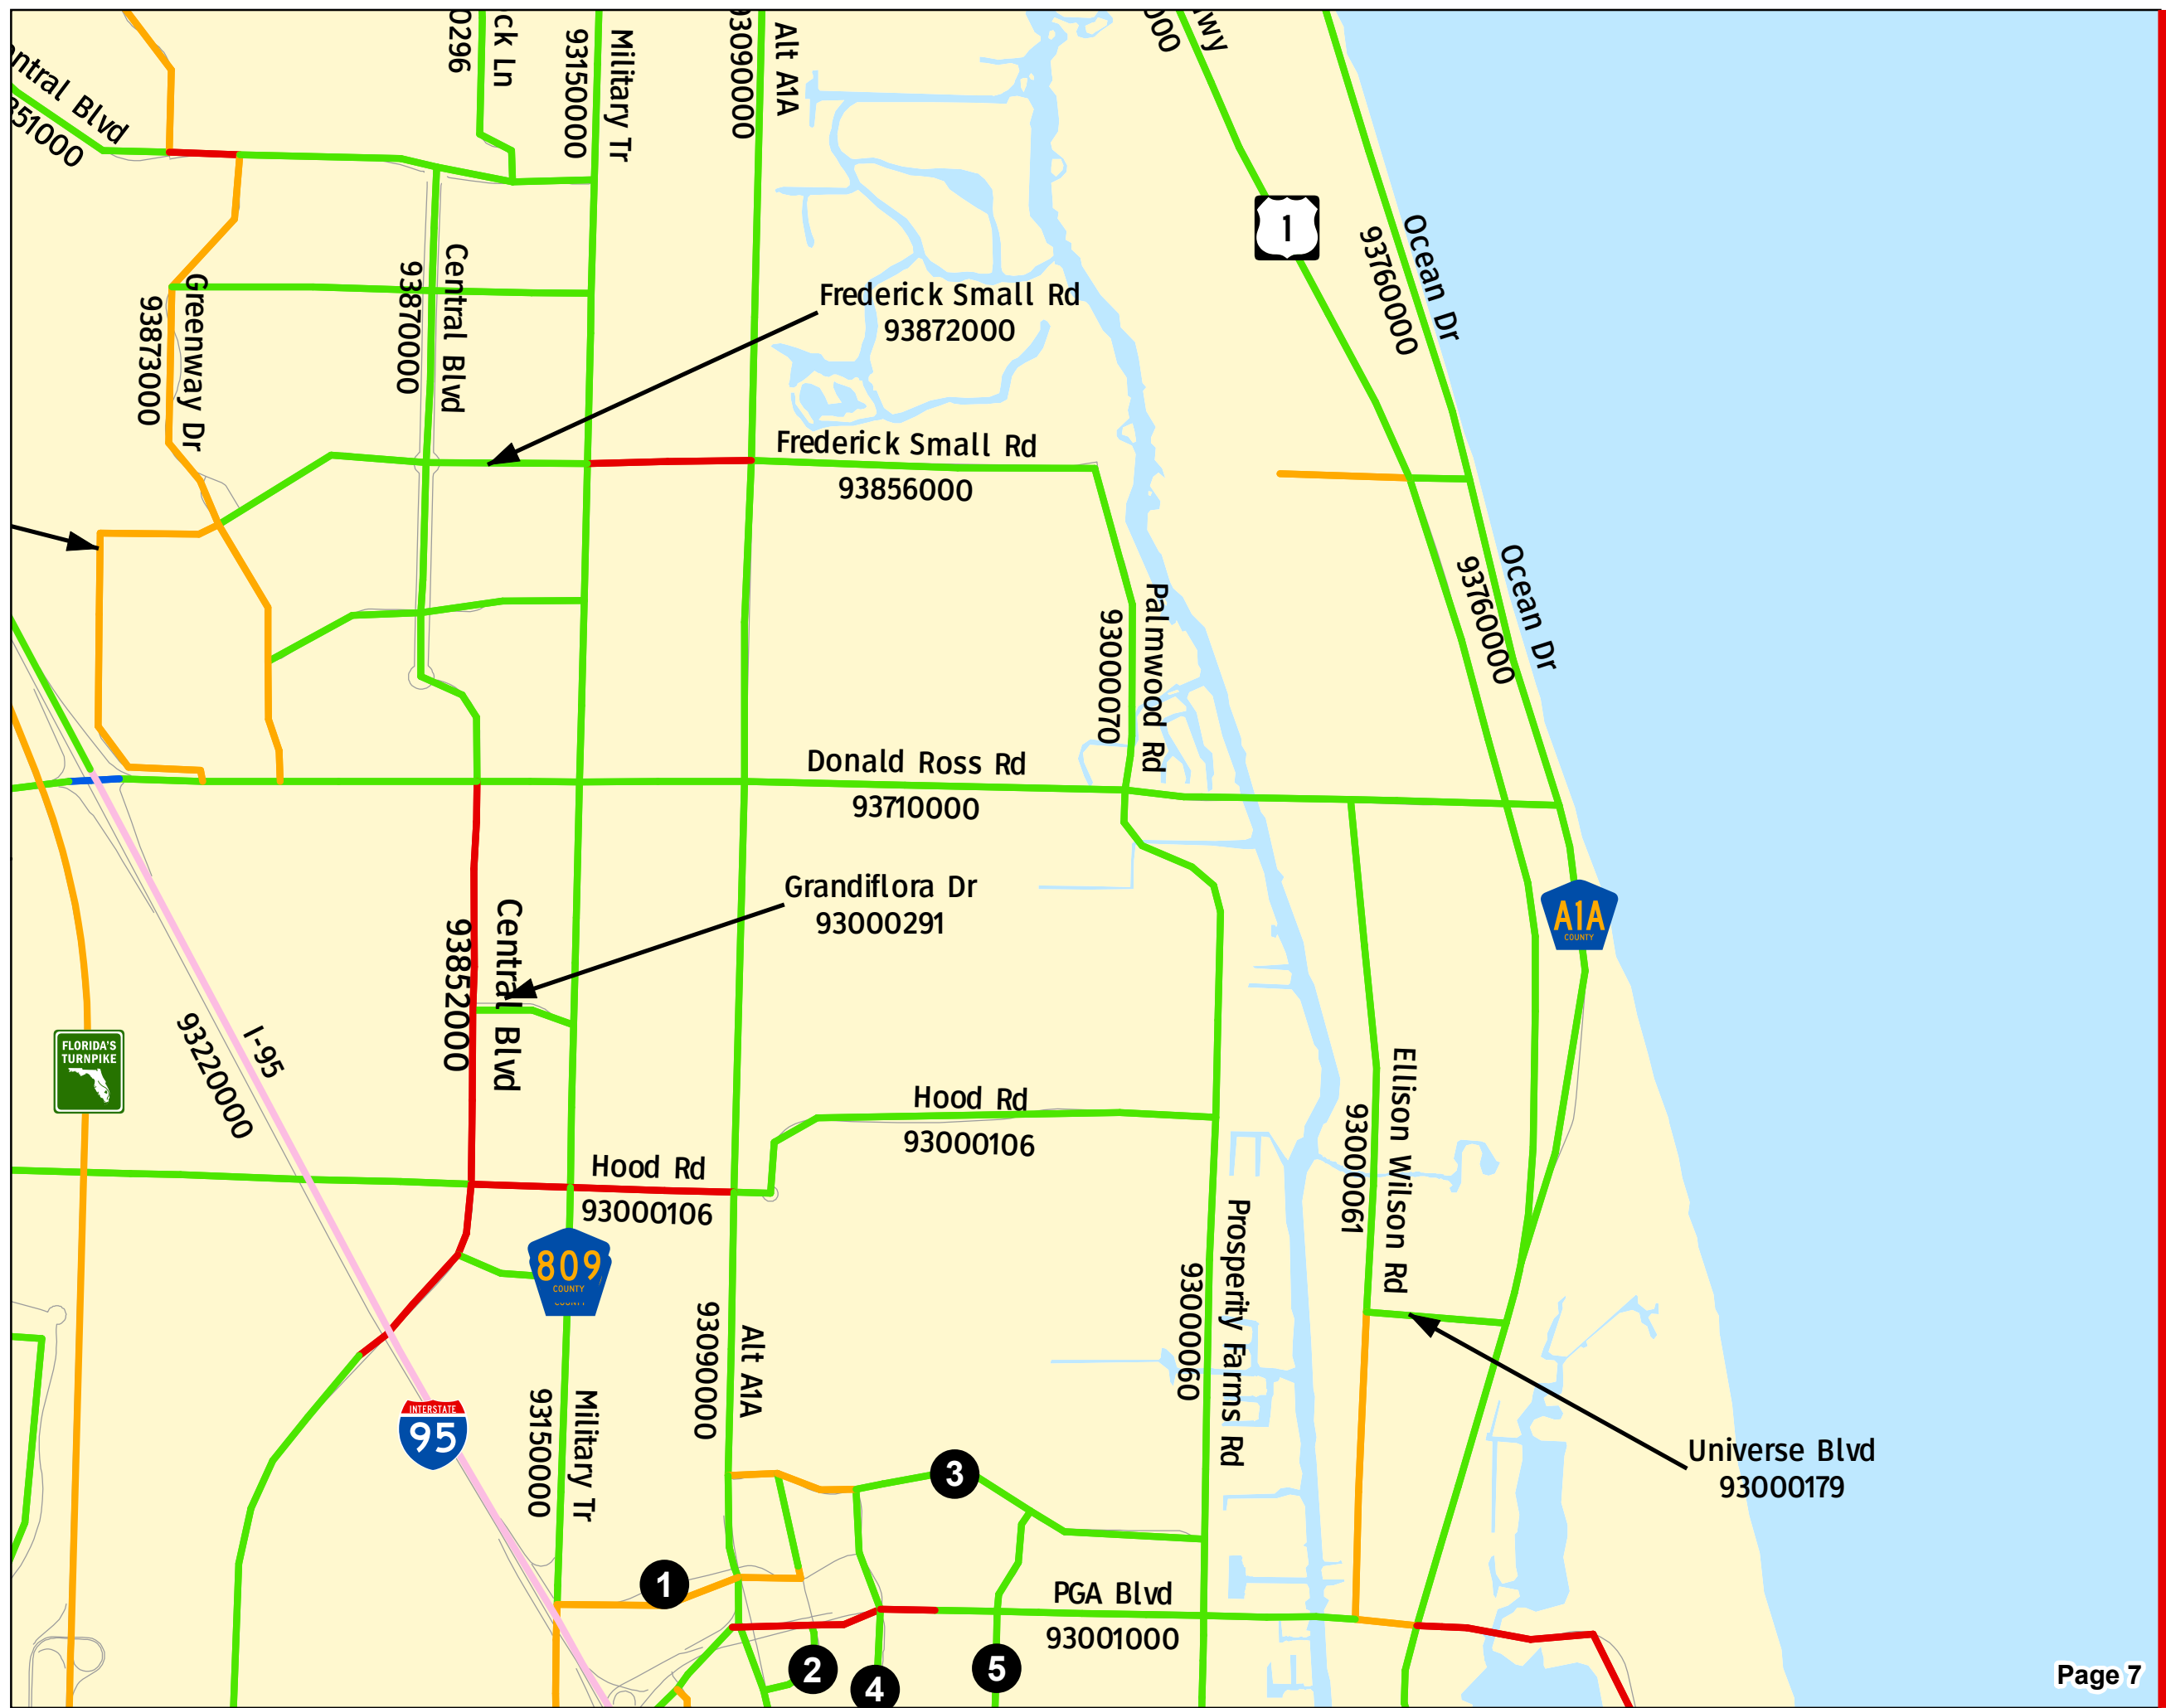 ck Ln
0296
Military Tr
93150000
Alt A1A
93090000
wy
000
entral Blvd
851000
1
Ocean Dr
93760000
Greenway Dr
93873000
Central Blvd
93870000
Frederick Small Rd
93872000
Frederick Small Rd
93856000
Ocean Dr
93760000
Palmwood Rd
93000070
Donald Ross Rd
93710000
Grandiflora Dr
93000291
A1A
COUNTY
Central Blvd
93852000
I-95
93220000
FLORIDA'S
TURNPIKE
Hood Rd
93000106
Ellison Wilson Rd
93000061
Hood Rd
93000106
809
COUNTY
COUNTY
Prosperity Farms Rd
93000060
Alt A1A
93090000
Military Tr
93150000
INTERSTATE
95
Universe Blvd
93000179
3
1
PGA Blvd
93001000
2
4
5
Page 7